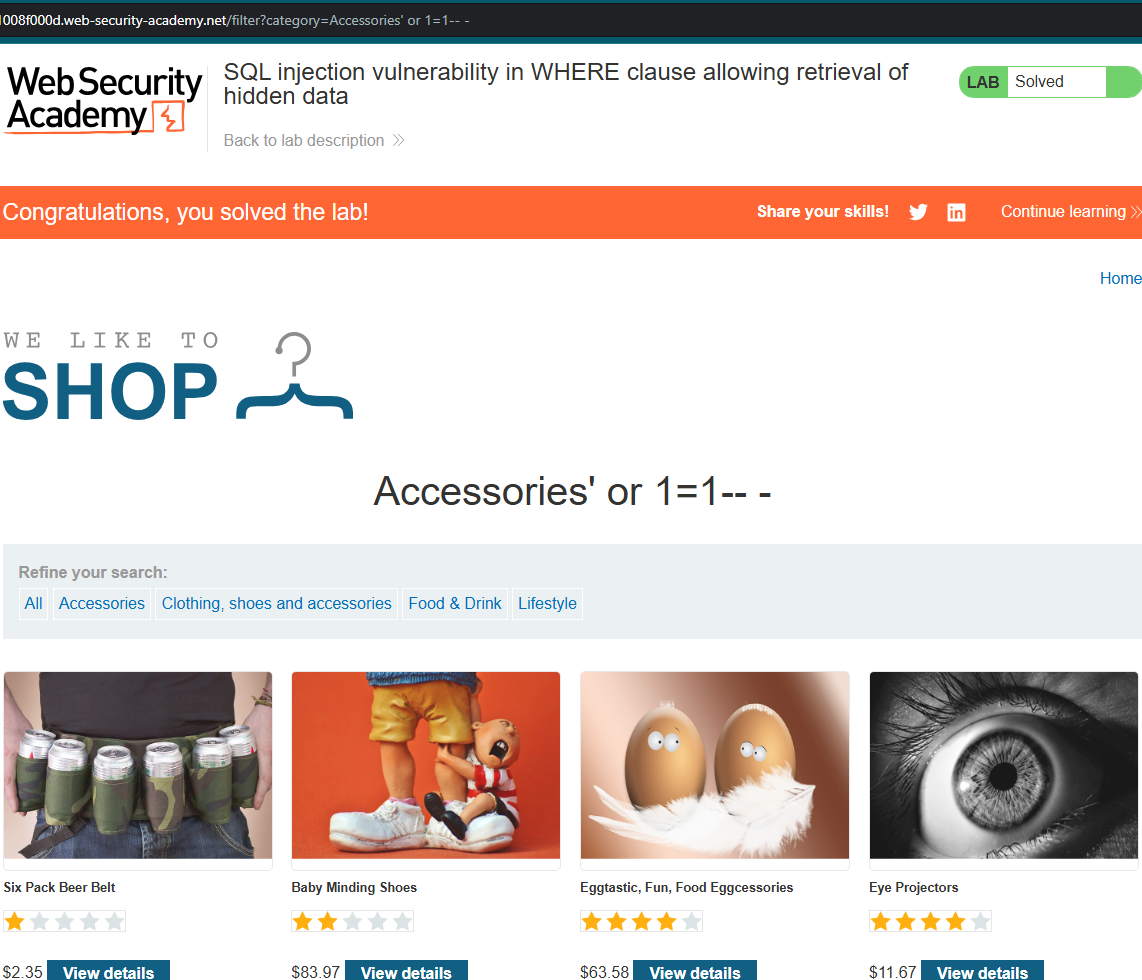 008f000d.web-security-academy.net/filter?category=Accessories' or 1=1-- -
Web Security
Academy
SQL injection vulnerability in WHERE clause allowing retrieval of
hidden data
Back to lab description
LAB Solved
Congratulations, you solved the lab!
Share your skills!
Continue learning
Home
WE LIKE TO
SHOP
Accessories' or 1=1-- -
Refine your search:
All Accessories Clothing, shoes and accessories Food & Drink Lifestyle
Six Pack Beer Belt Baby Minding Shoes Eggtastic, Fun, Food Eggcessories Eye Projectors
$2.35 View details $83.97 View details $63.58 View details $11.67 View details